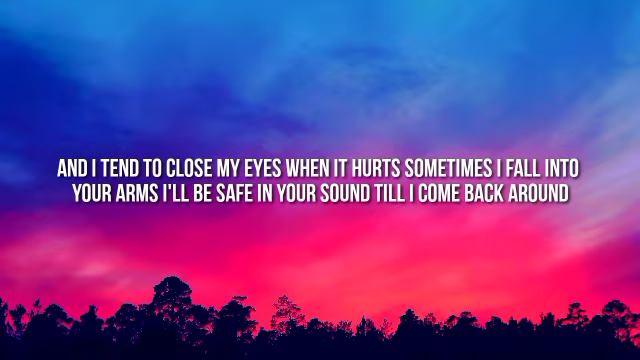 AND I TEND TO CLOSE MY EYES WHEN IT HURTS SOMETIMES I FALL INTO
YOUR ARMS I'LL BE SAFE IN YOUR SOUND TILL I COME BACK AROUND